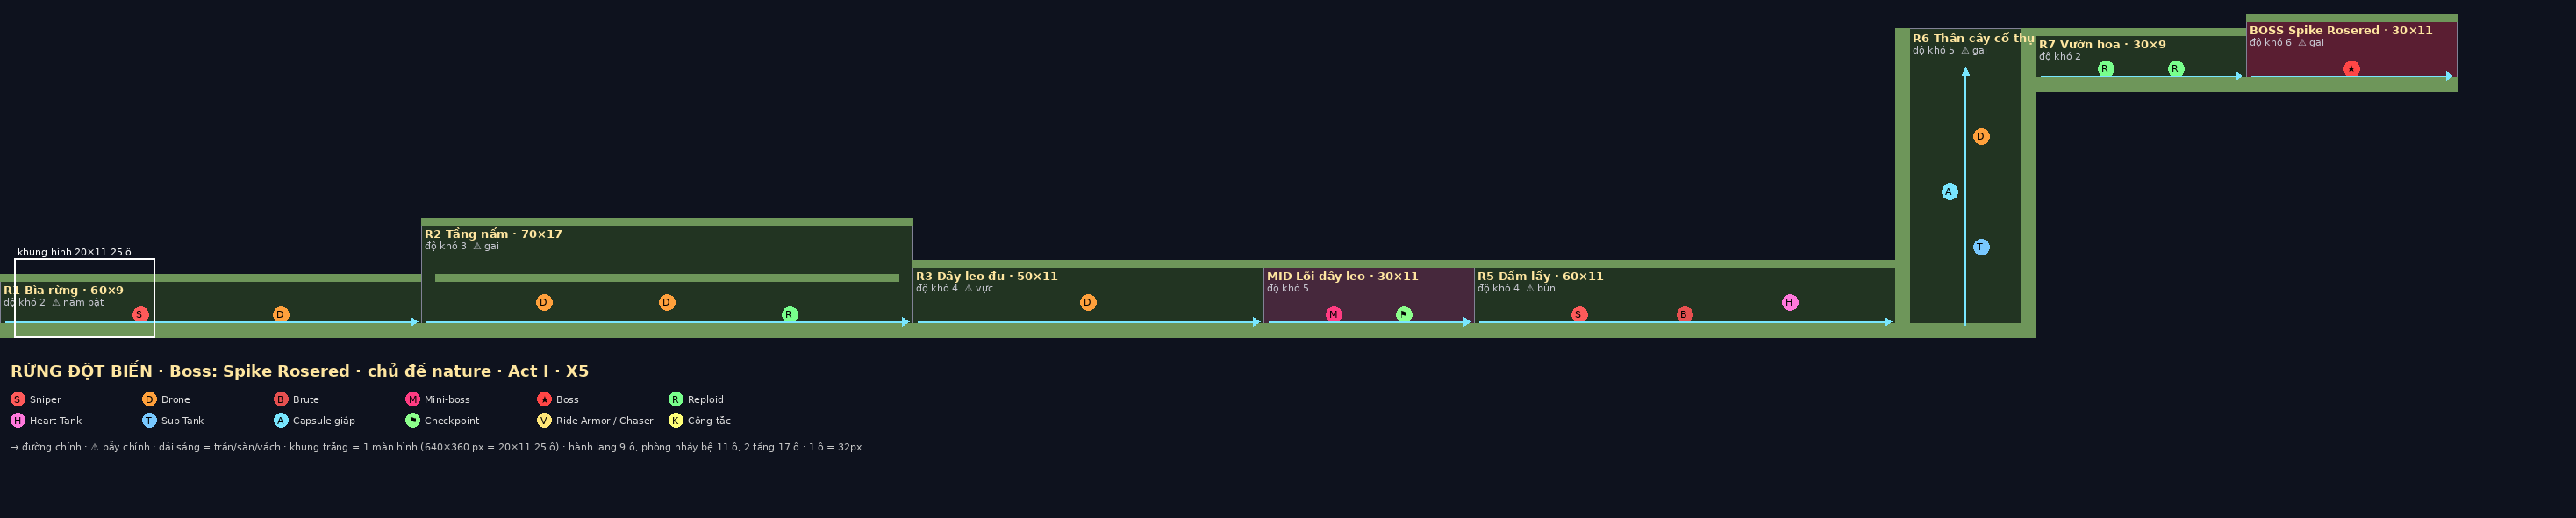 R6 Thân cây cổ thụ
độ khó 5 ⚠ gai
D
A
T
R7 Vườn hoa · 30×9
độ khó 2
R
R
BOSS Spike Rosered · 30×11
độ khó 6 ⚠ gai
★
khung hình 20×11.25 ô
R1 Bìa rừng · 60×9
độ khó 2 ⚠ nấm bật
S
D
R2 Tầng nấm · 70×17
độ khó 3 ⚠ gai
D
D
R
R3 Dây leo đu · 50×11
độ khó 4 ⚠ vực
D
MID Lõi dây leo · 30×11
độ khó 5
M
⚑
R5 Đầm lầy · 60×11
độ khó 4 ⚠ bùn
S
B
H
RỪNG ĐỘT BIẾN · Boss: Spike Rosered · chủ đề nature · Act I · X5
S Sniper
D Drone
B Brute
M Mini-boss
★ Boss
R Reploid
H Heart Tank
T Sub-Tank
A Capsule giáp
⚑ Checkpoint
V Ride Armor / Chaser
K Công tắc
→ đường chính · ⚠ bẫy chính · dải sáng = trần/sàn/vách · khung trắng = 1 màn hình (640×360 px = 20×11.25 ô) · hành lang 9 ô, phòng nhảy bệ 11 ô, 2 tầng 17 ô · 1 ô = 32px